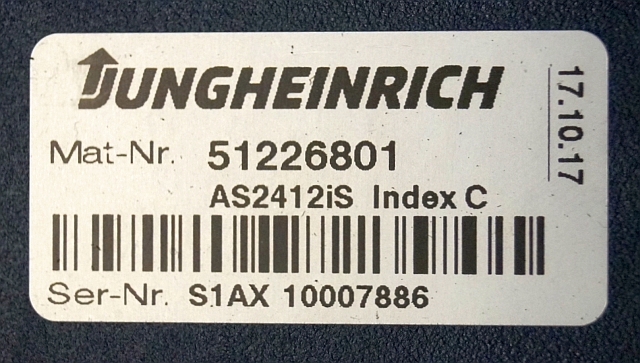 JUNGHEINRICH
17.10.17
Mat-Nr. 51226801
AS2412iS Index C
Ser-Nr. S1AX 10007886